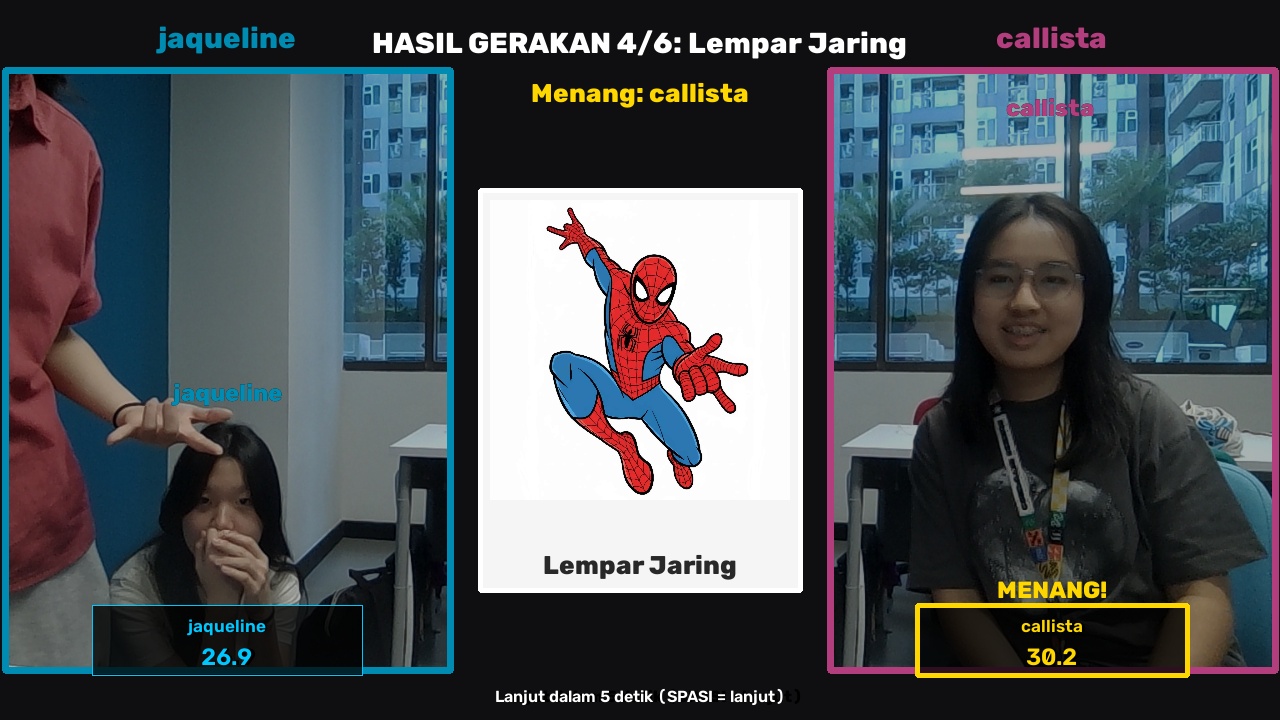 jaqueline
HASIL GERAKAN 4/6: Lempar Jaring
callista
Menang: callista
callista
jaqueline
Lempar Jaring
MENANG!
jaqueline
26.9
callista
30.2
Lanjut dalam 5 detik (SPASI = lanjut)